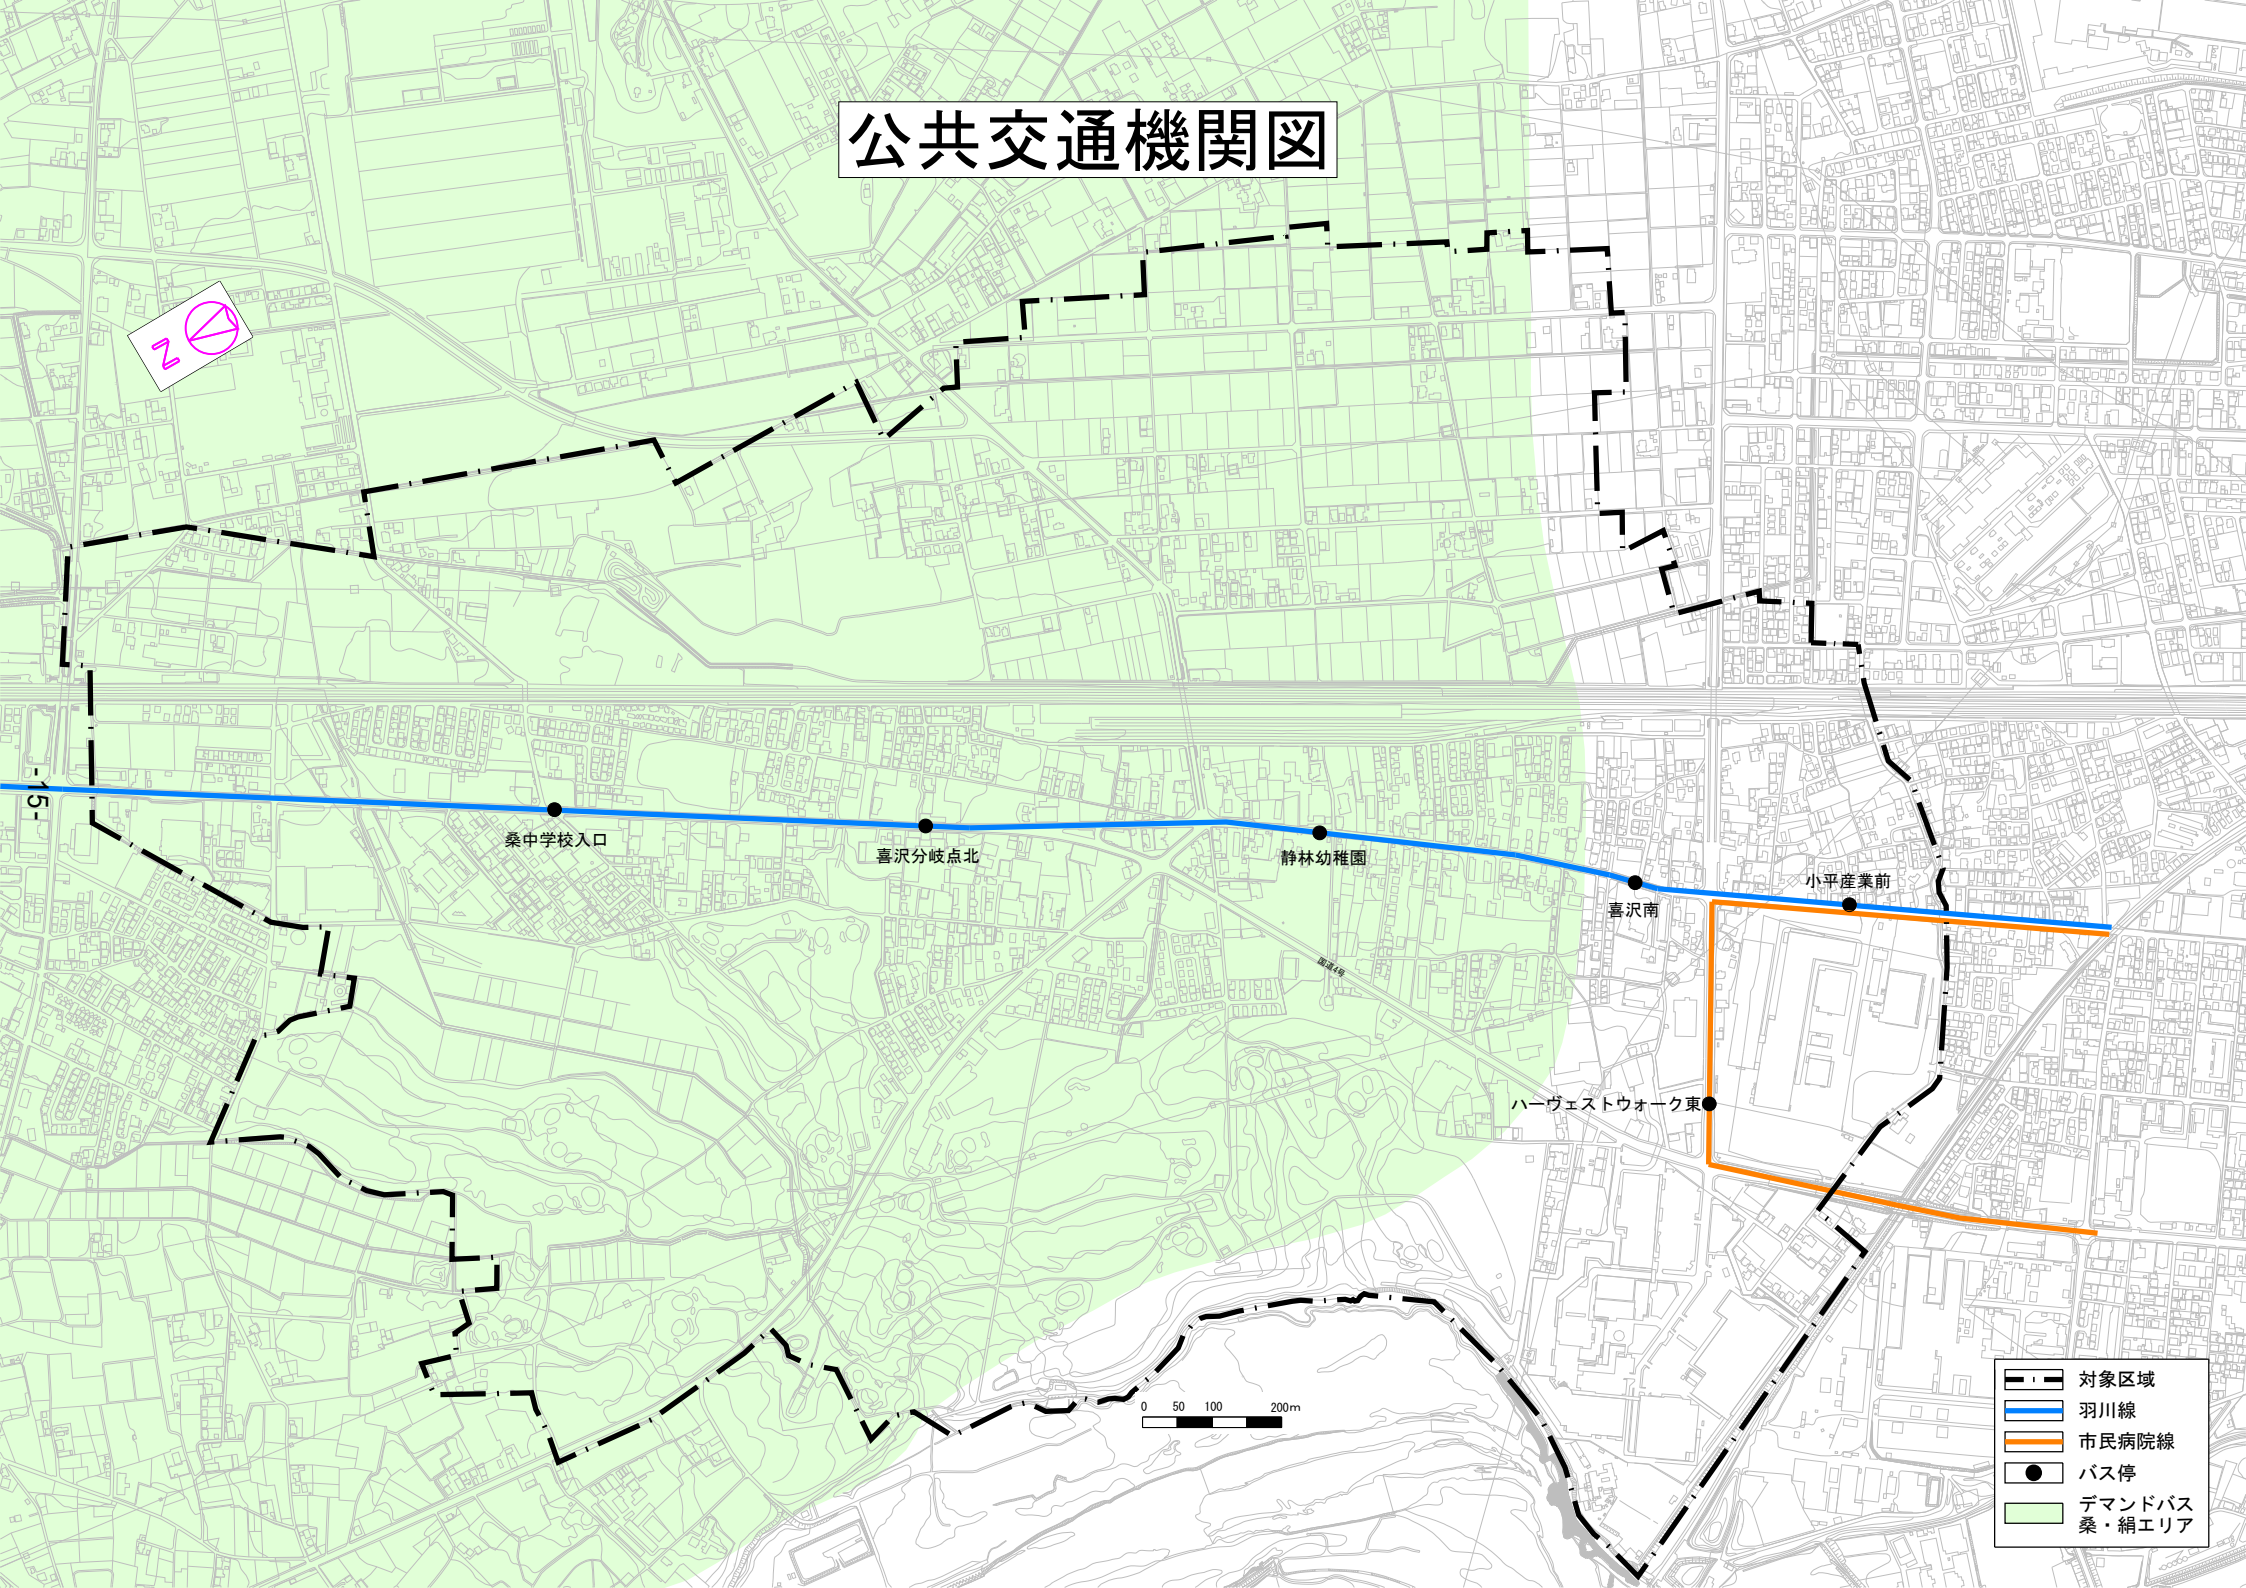 公共交通機関図
N
-15-
桑中学校入口
喜沢分岐点北
静林幼稚園
喜沢南
小平産業前
国道4号
ハーヴェストウォーク東
0 50 100 200m
対象区域
羽川線
市民病院線
バス停
デマンドバス
桑・絹エリア